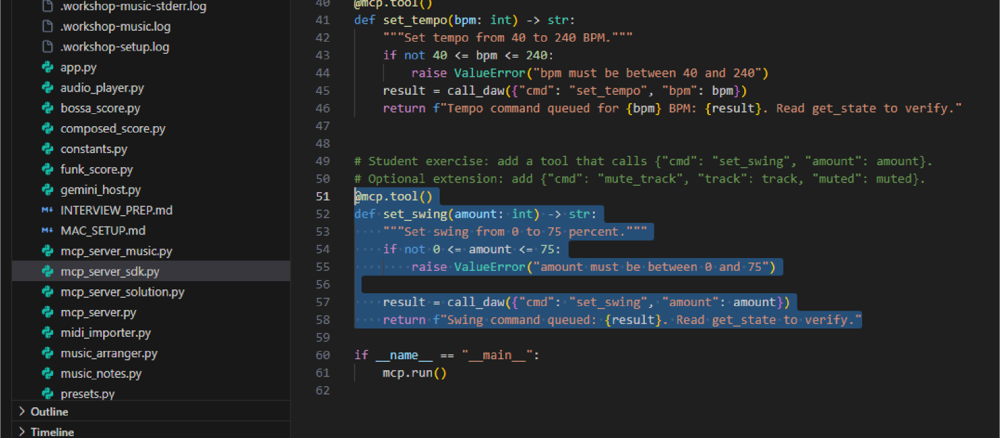 .workshop-music-stderr.log
.workshop-music.log
.workshop-setup.log
app.py
audio_player.py
bossa_score.py
composed_score.py
constants.py
funk_score.py
gemini_host.py
INTERVIEW_PREP.md
MAC_SETUP.md
mcp_server_music.py
mcp_server_sdk.py
mcp_server_solution.py
mcp_server.py
midi_importer.py
music_arranger.py
music_notes.py
presets.py
Outline
Timeline
40 @mcp.tool()
41 def set_tempo(bpm: int) -> str:
42     """Set tempo from 40 to 240 BPM."""
43     if not 40 <= bpm <= 240:
44         raise ValueError("bpm must be between 40 and 240")
45     result = call_daw({"cmd": "set_tempo", "bpm": bpm})
46     return f"Tempo command queued for {bpm} BPM: {result}. Read get_state to verify."
47
48
49 # Student exercise: add a tool that calls {"cmd": "set_swing", "amount": amount}.
50 # Optional extension: add {"cmd": "mute_track", "track": track, "muted": muted}.
51 @mcp.tool()
52 def set_swing(amount: int) -> str:
53     """Set swing from 0 to 75 percent."""
54     if not 0 <= amount <= 75:
55         raise ValueError("amount must be between 0 and 75")
56
57     result = call_daw({"cmd": "set_swing", "amount": amount})
58     return f"Swing command queued: {result}. Read get_state to verify."
59
60 if __name__ == "__main__":
61     mcp.run()
62